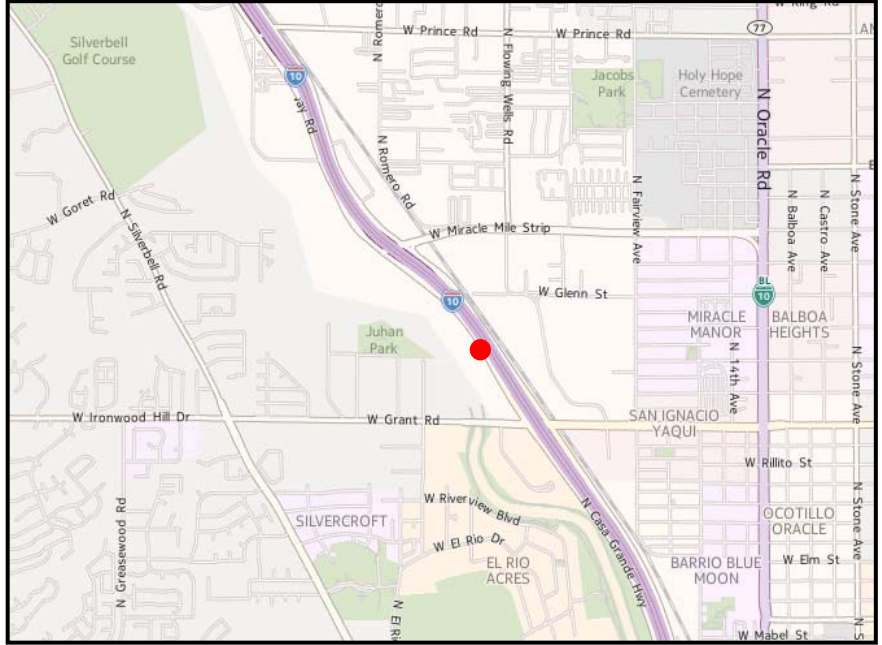 W King Rd
W Prince Rd
W Prince Rd
77
Silverbell
Golf Course
N Romero
N Flowing Wells Rd
Jacobs
Park
Holy Hope
Cemetery
10
N Oracle Rd
N Romero Rd
W Goret Rd
N Silverbell Rd
N Fairview Ave
N Balboa Ave
N Castro Ave
N Stone Ave
W Miracle Mile Strip
10
W Glenn St
BL
10
MIRACLE
MANOR
BALBOA
HEIGHTS
Juhan
Park
N 14th Ave
N Stone Ave
W Ironwood Hill Dr
W Grant Rd
SAN IGNACIO
YAQUI
W Rillito St
N Greasewood Rd
SILVERCROFT
W Riverview Blvd
W El Rio Dr
EL RIO
ACRES
N Casa Grande Hwy
OCOTILLO
ORACLE
N Stone Ave
BARRIO BLUE
MOON
W Elm St
N El Ri
W Mabel St